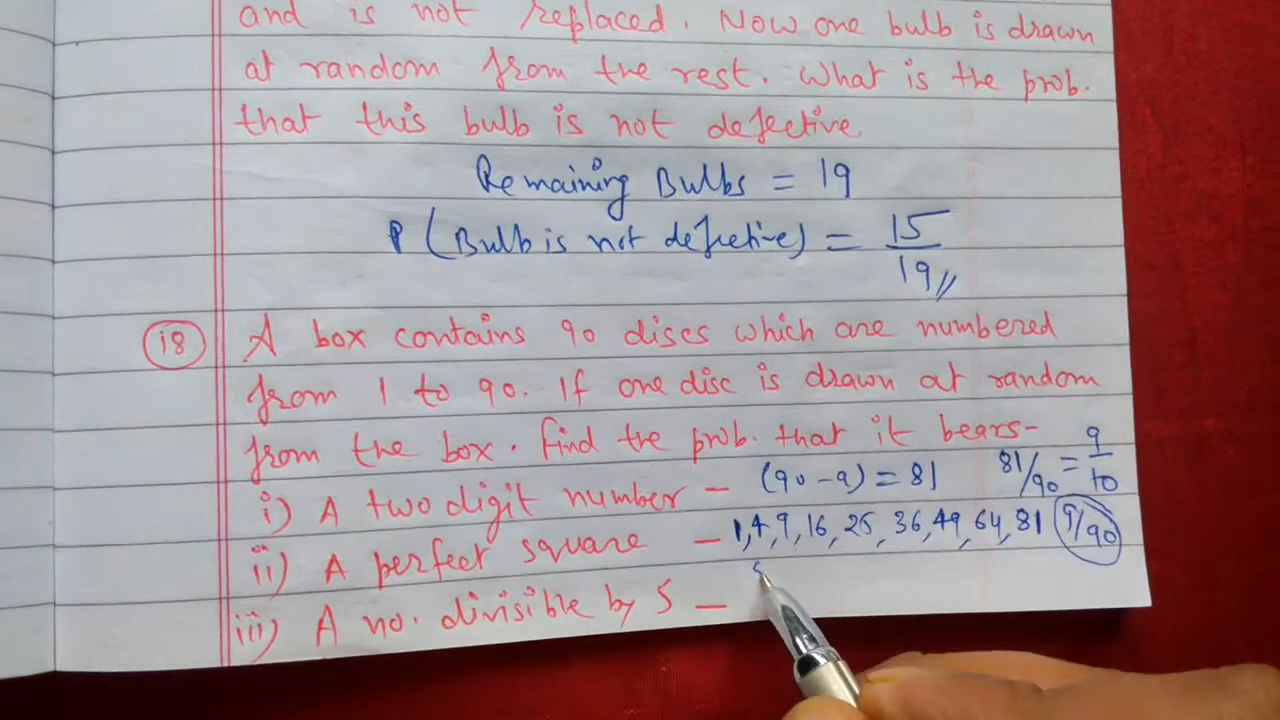 and is not replaced. Now one bulb is drawn
at random from the rest. What is the prob.
that this bulb is not defective.
Remaining Bulbs = 19
P (Bulb is not defective) = 15/19 //
18 A box contains 90 discs which are numbered
from 1 to 90. If one disc is drawn at random
from the box. Find the prob. that it bears-
i) A two digit number - (90-9) = 81 81/90 = 9/10
ii) A perfect square - 1, 4, 9, 16, 25, 36, 49, 64, 81 9/90
5
iii) A no. divisible by 5 -